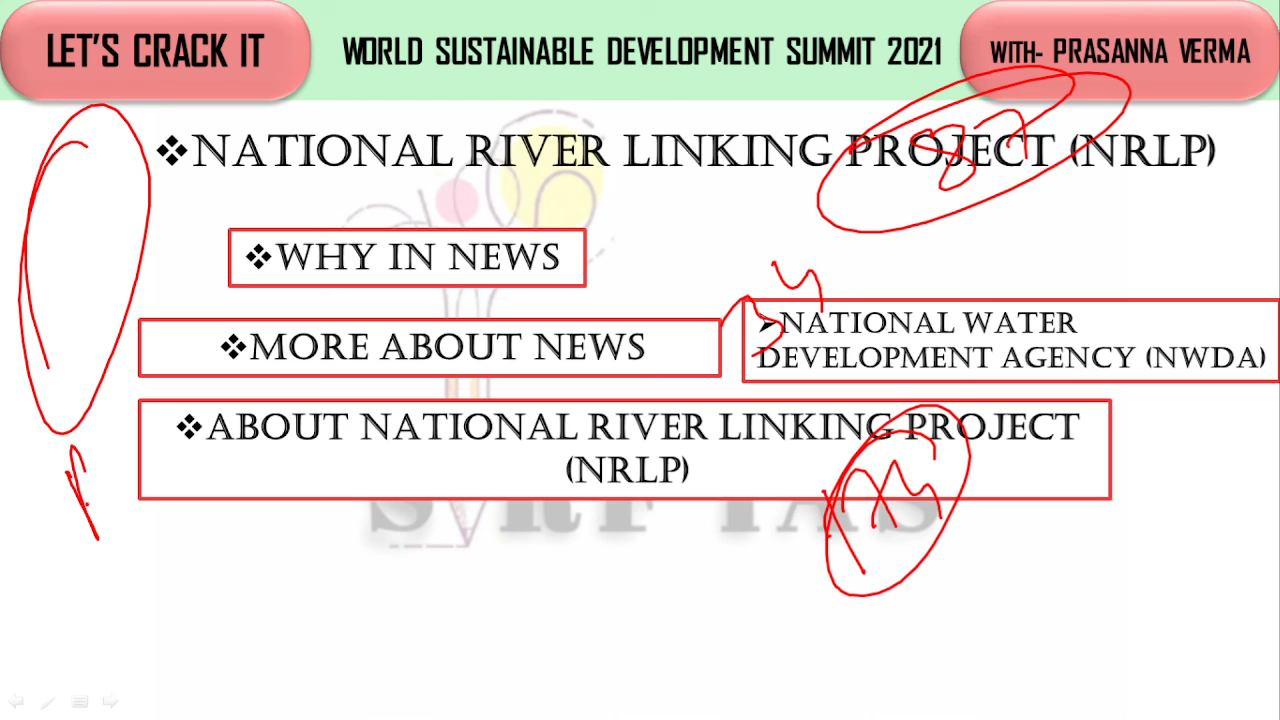 LET'S CRACK IT
WORLD SUSTAINABLE DEVELOPMENT SUMMIT 2021
WITH- PRASANNA VERMA
❖NATIONAL RIVER LINKING PROJECT (NRLP)
87
❖WHY IN NEWS
❖MORE ABOUT NEWS
➤NATIONAL WATER
DEVELOPMENT AGENCY (NWDA)
❖ABOUT NATIONAL RIVER LINKING PROJECT
(NRLP)